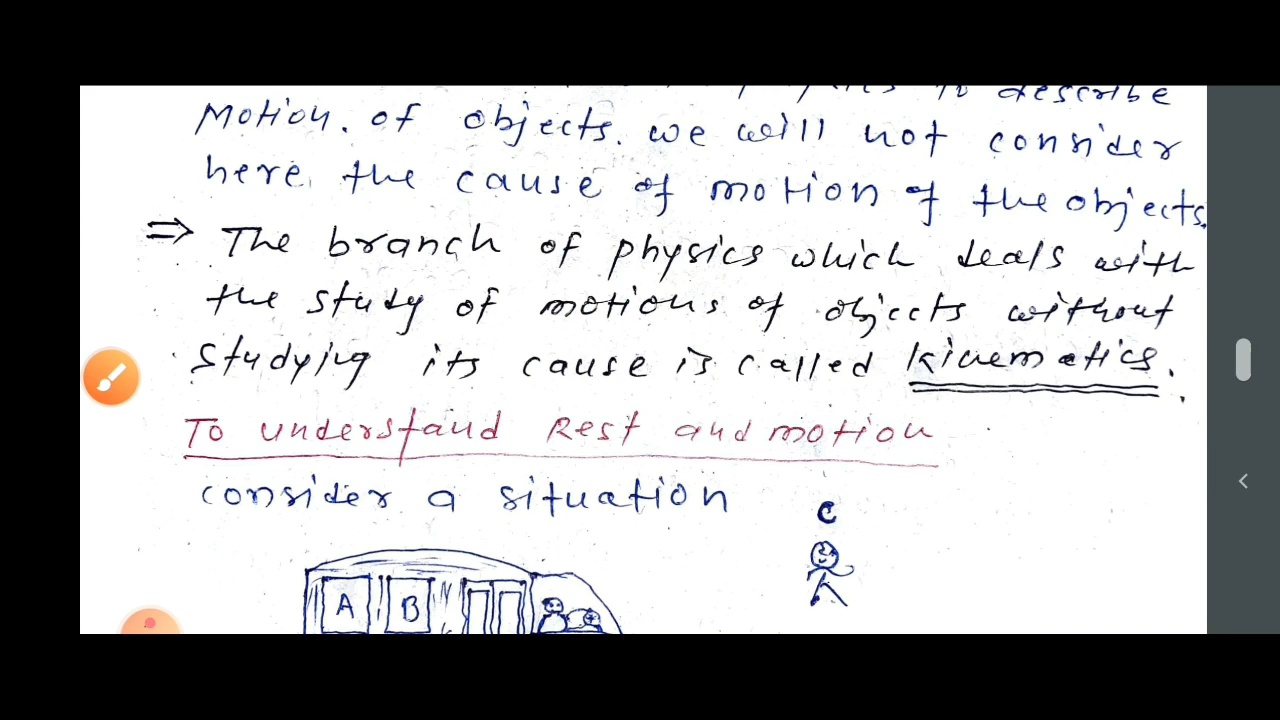 to describe
Motion. of objects. we will not consider
here, the cause of motion of the objects.
⇒ The branch of physics which deals with
the study of motions of objects without
studying its cause is called kinematics.
To understand Rest and motion
consider a situation
C
A B